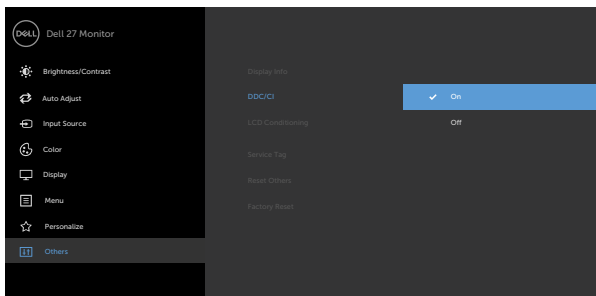 DELL
Dell 27 Monitor
Brightness/Contrast
Auto Adjust
Input Source
Color
Display
Menu
Personalize
Others
Display Info
DDC/CI
LCD Conditioning
Service Tag
Reset Others
Factory Reset
On
Off